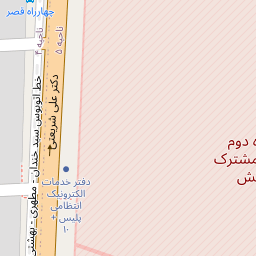 چهارراه قصر
ناحیه ۵
ناحیه ۴
دکتر علی شریعتی
خط اتوبوس سید خندان - مطهری - بهشتی
دوم
مشترک
دفتر خدمات
الکترونیک
انتظامی
پلیس +
۱۰